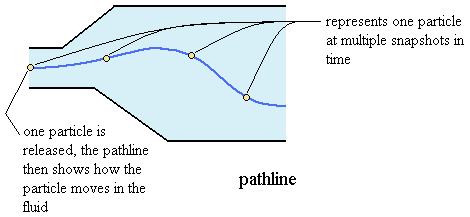 represents one particle
at multiple snapshots in
time
one particle is
released, the pathline
then shows how the
particle moves in the
fluid
pathline